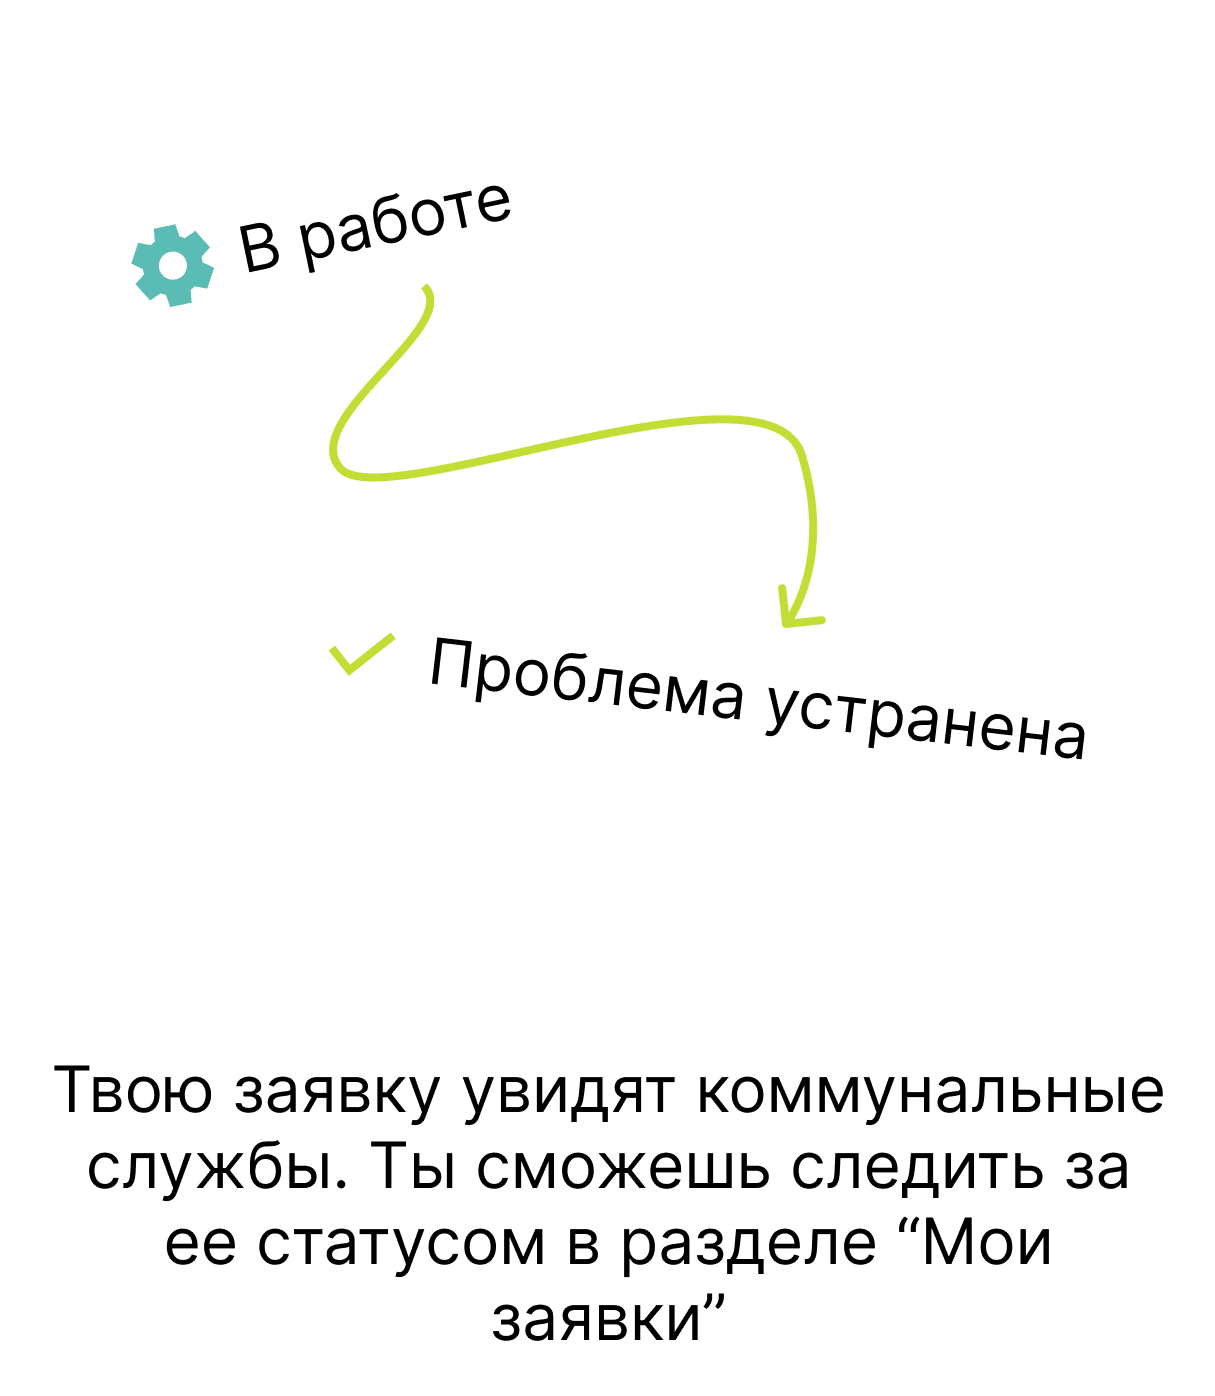 В работе
Проблема устранена
Твою заявку увидят коммунальные
службы. Ты сможешь следить за
ее статусом в разделе “Мои
заявки”